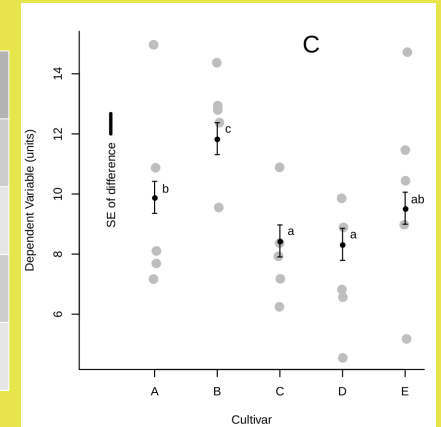 C
Dependent Variable (units)
14
12
10
8
6
SE of difference
b
c
a
a
ab
A
B
C
D
E
Cultivar